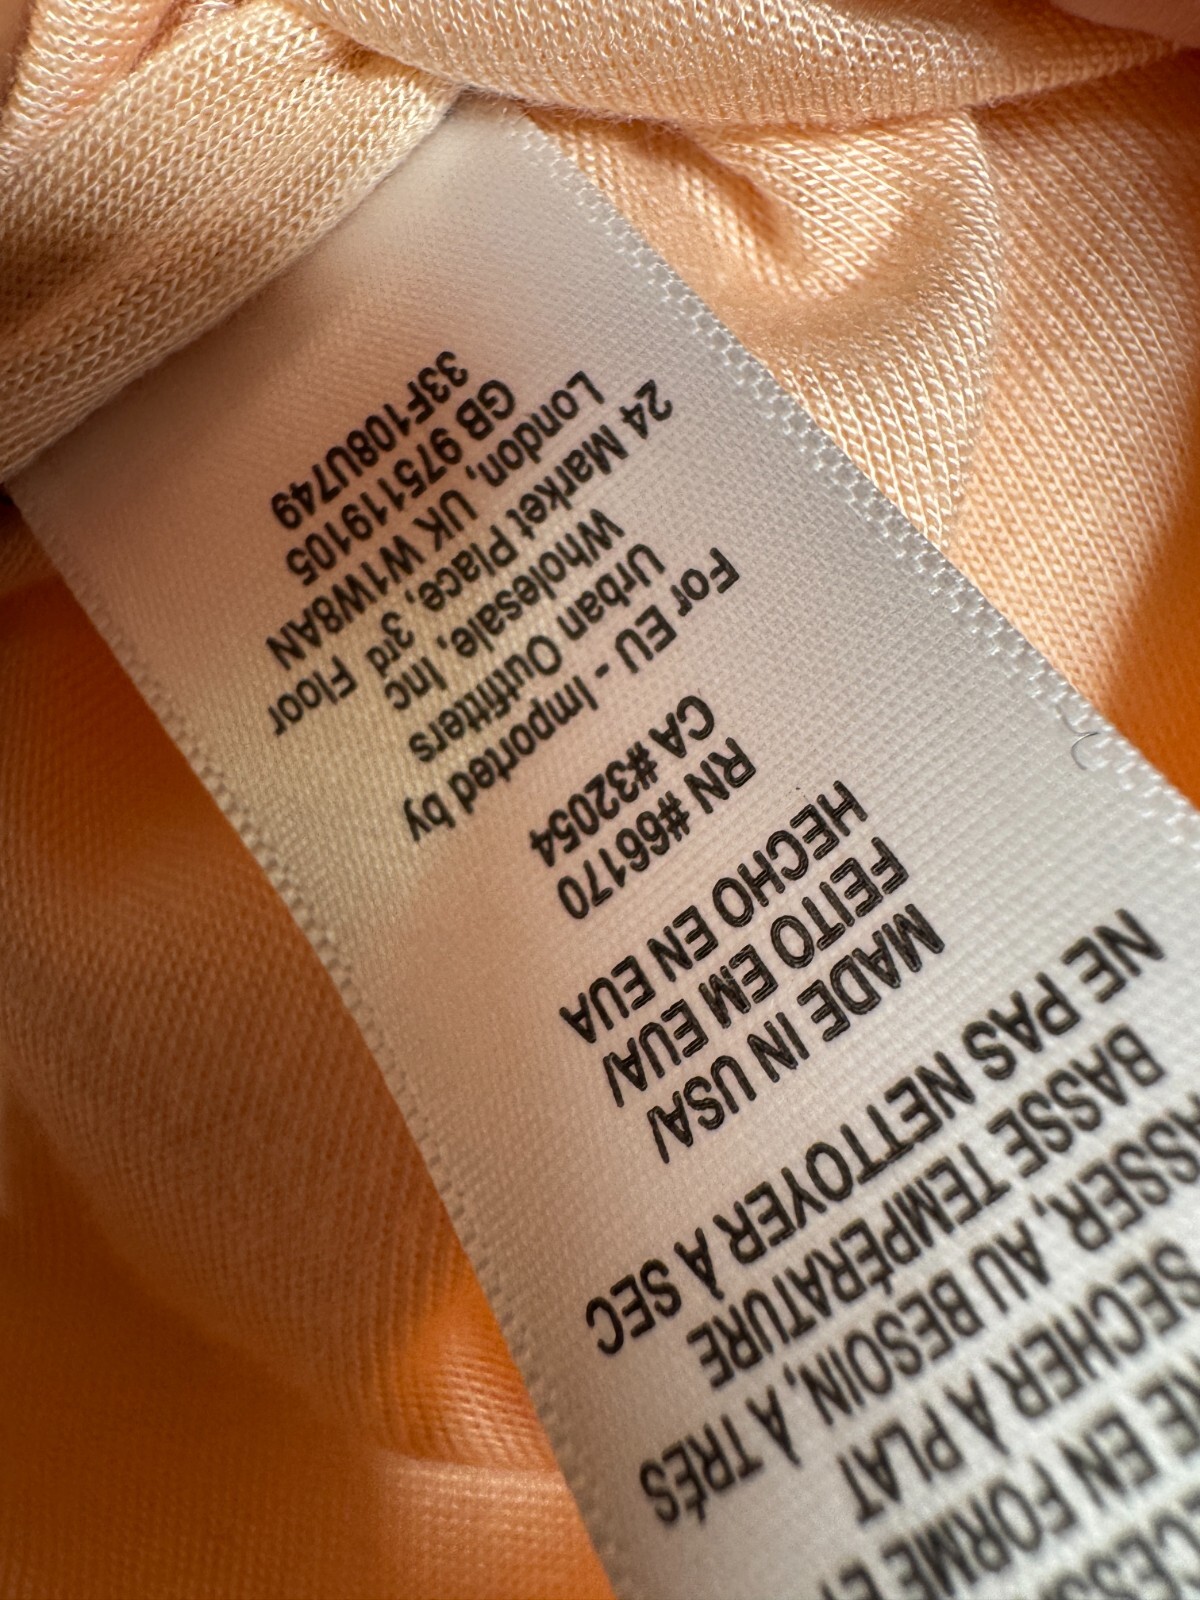 EN FORME
SECHER À PLAT
AU BESOIN, À TRÈS
BASSE TEMPÉRATURE
NE PAS NETTOYER À SEC
MADE IN USA/
FEITO EM EUA/
HECHO EN EUA
RN #66170
CA #32054
For EU - Imported by
Urban Outfitters
Wholesale, Inc
24 Market Place, 3rd Floor
London, UK W1W8AN
GB 975119105
33F108U749